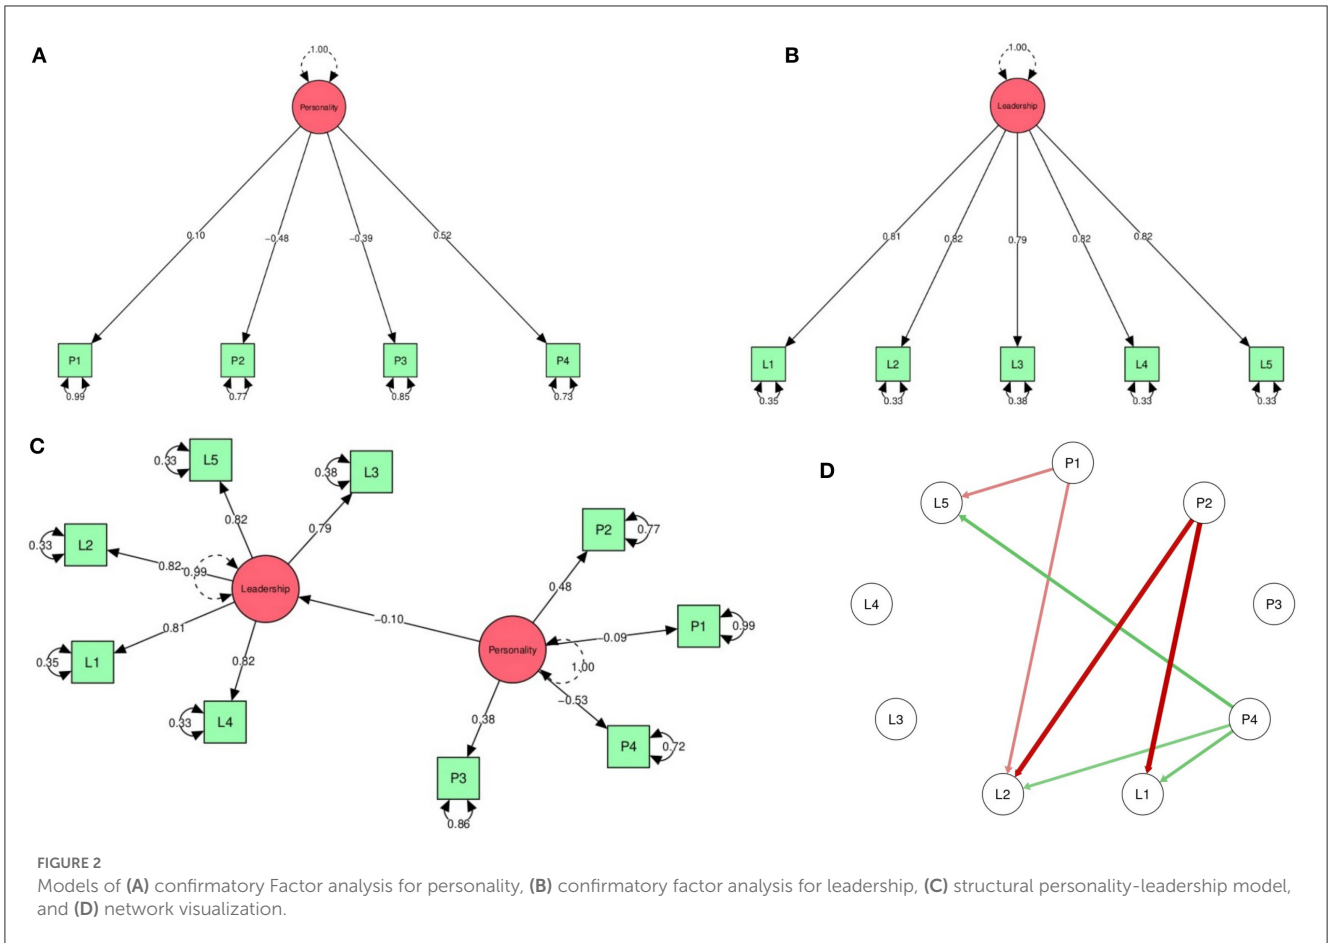 A
1.00
Personality
0.10
−0.48
−0.39
0.52
P1
P2
P3
P4
0.99
0.77
0.85
0.73
B
1.00
Leadership
0.81
0.82
0.79
0.82
0.82
L1
L2
L3
L4
L5
0.35
0.33
0.38
0.33
0.33
C
L5
0.33
L3
0.38
0.82
0.79
L2
0.33
0.82
0.99
Leadership
0.81
L1
0.35
0.82
L4
0.33
−0.10
P2
0.77
0.48
P1
0.99
−0.09
Personality
1.00
−0.53
0.38
P4
0.72
P3
0.86
D
P1
L5
P2
L4
P3
L3
P4
L2
L1
FIGURE 2
Models of (A) confirmatory Factor analysis for personality, (B) confirmatory factor analysis for leadership, (C) structural personality-leadership model,
and (D) network visualization.